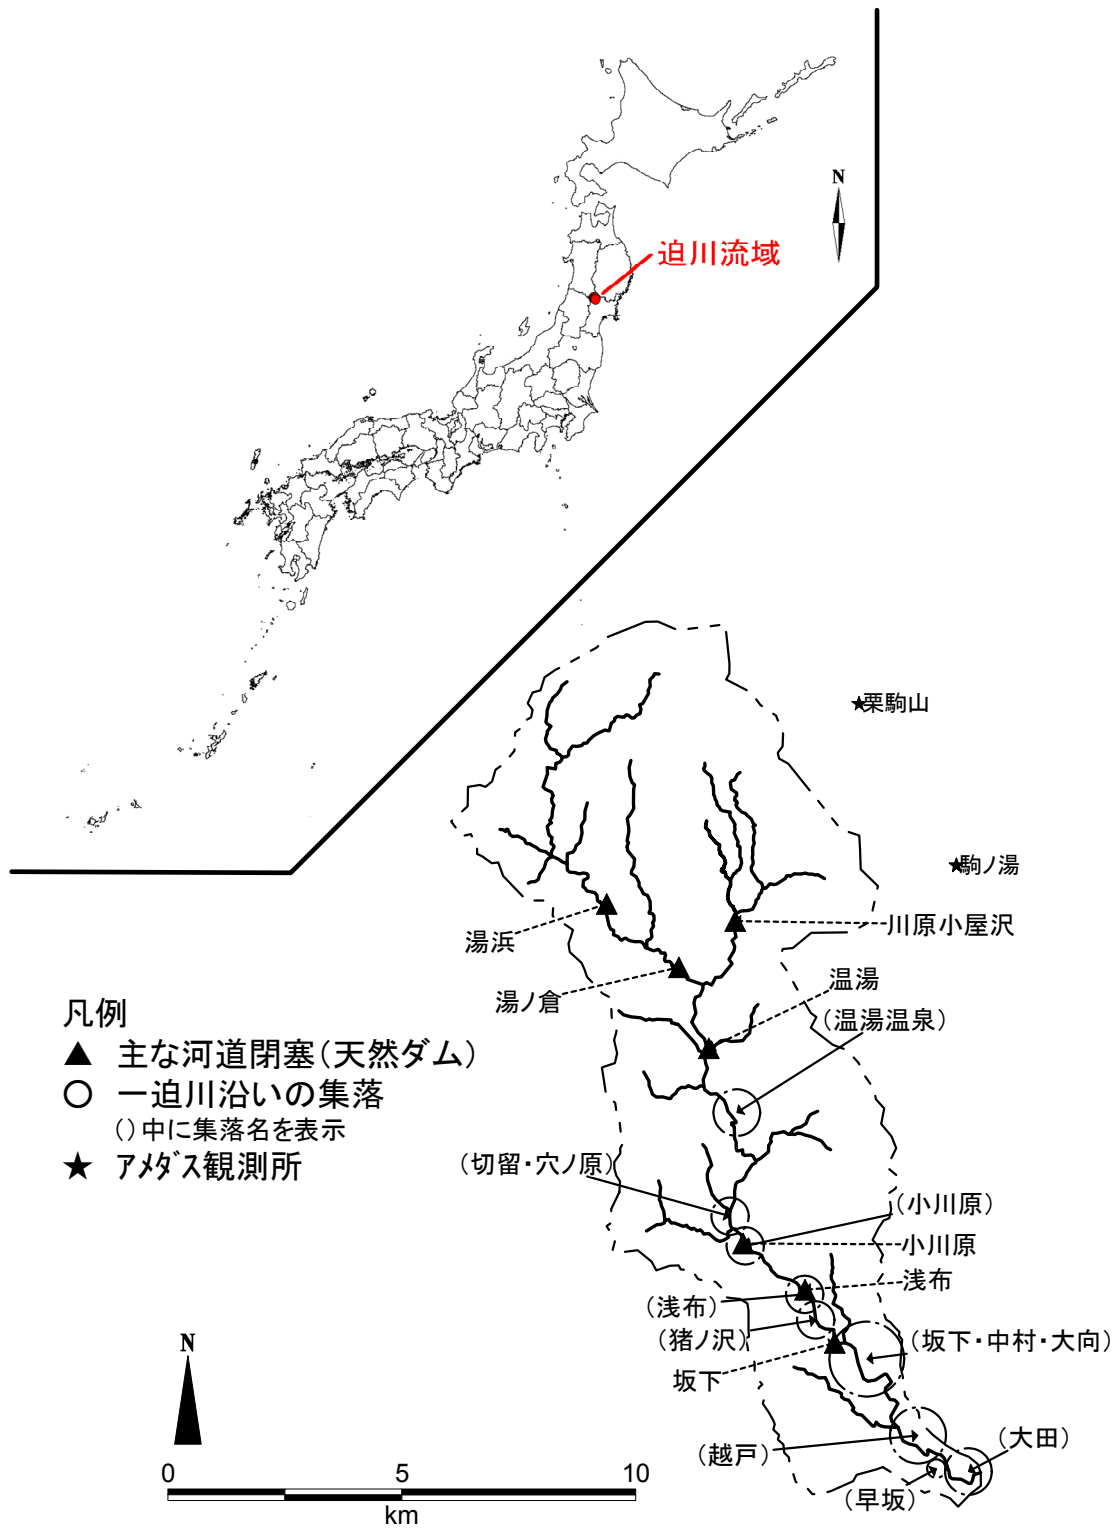 N
迫川流域
★栗駒山
★駒ノ湯
湯浜
川原小屋沢
湯ノ倉
温湯
(温湯温泉)
凡例
▲ 主な河道閉塞(天然ダム)
○ 一迫川沿いの集落
()中に集落名を表示
★ アメダス観測所
(切留・穴ノ原)
(小川原)
小川原
浅布
(浅布)
(猪ノ沢)
(坂下・中村・大向)
坂下
(越戸)
(大田)
(早坂)
N
0 5 10
km